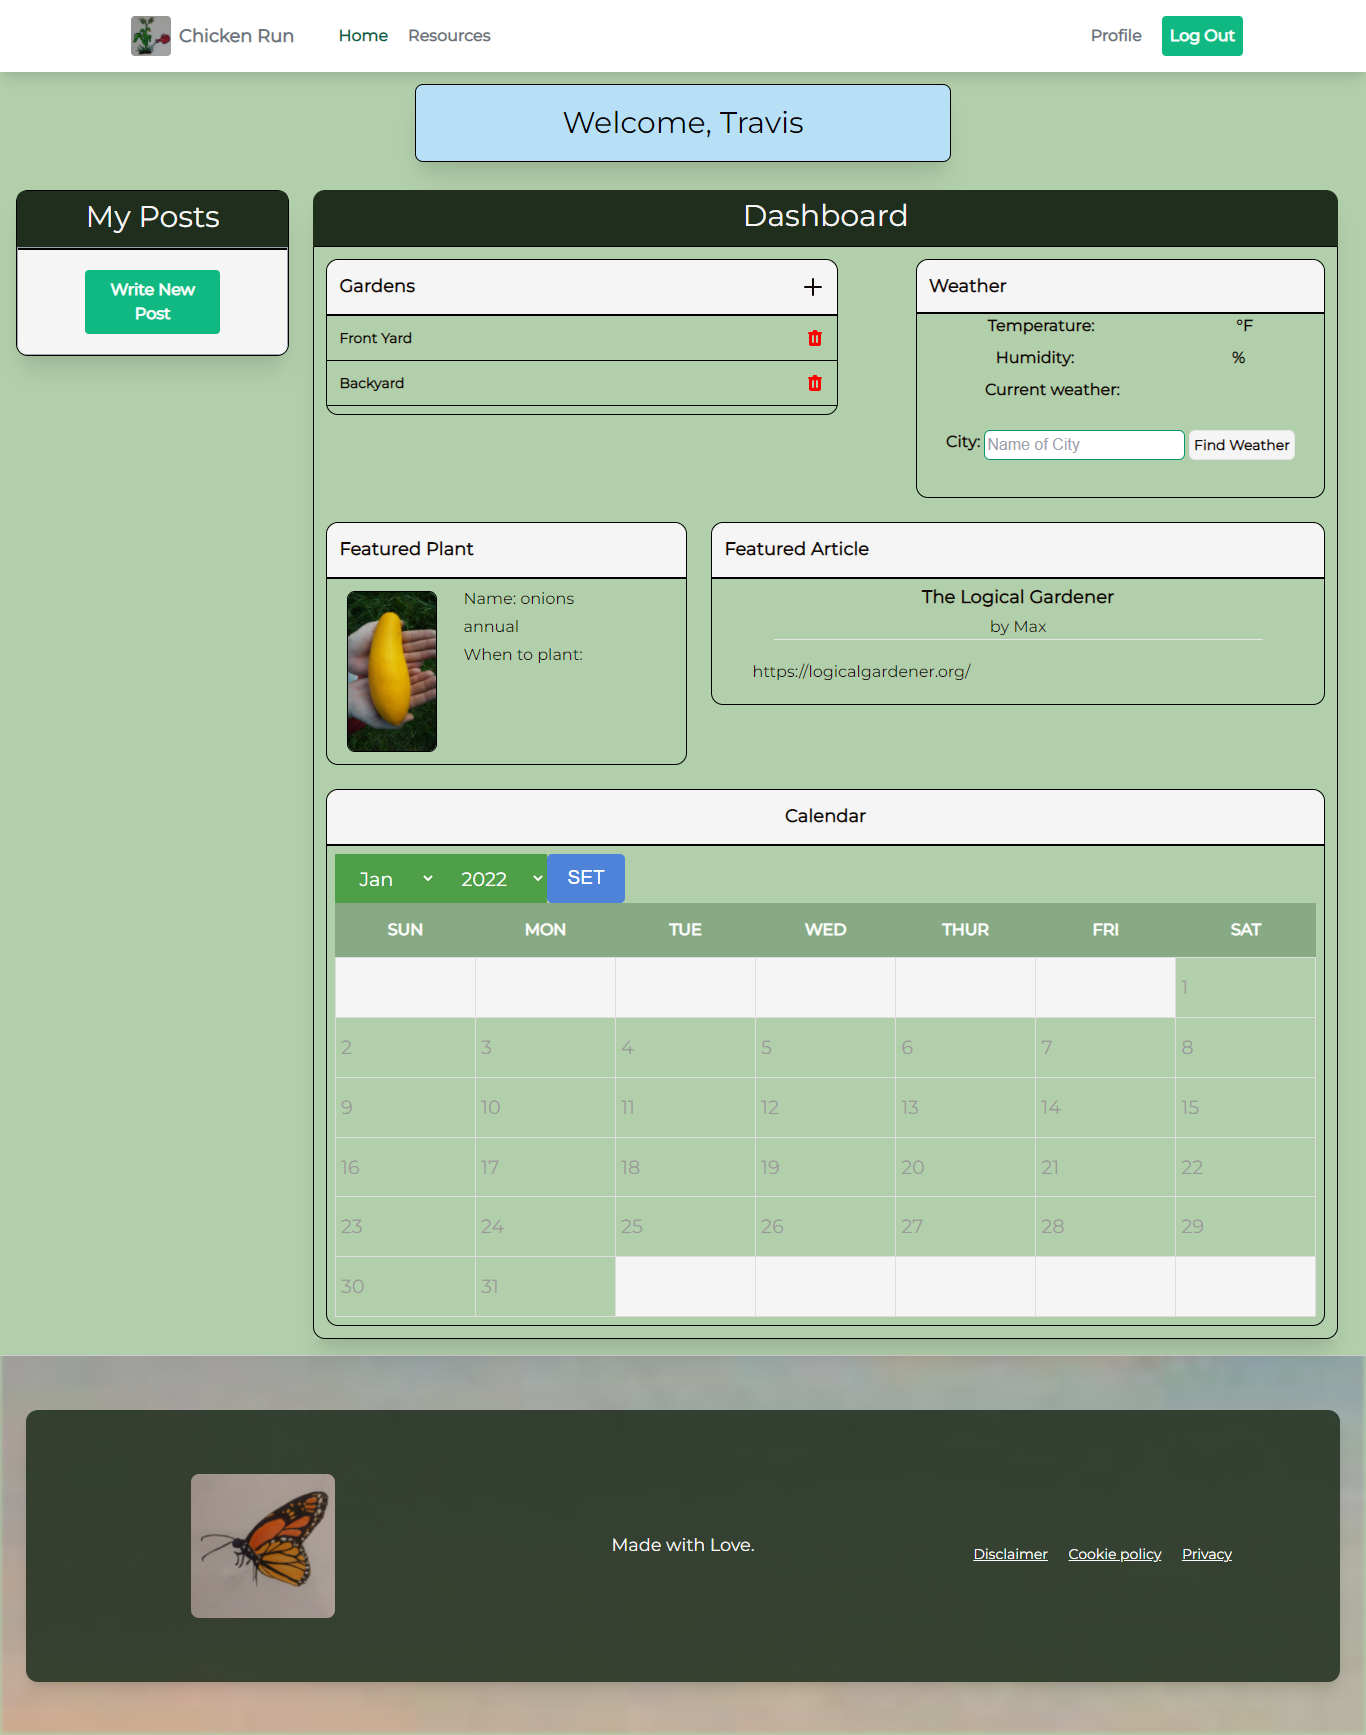 Chicken Run
Home
Resources
Profile
Log Out
Welcome, Travis
My Posts
Write New
Post
Dashboard
Gardens
Front Yard
Backyard
Weather
Temperature: °F
Humidity: %
Current weather:
City: Name of City Find Weather
Featured Plant
Name: onions
annual
When to plant:
Featured Article
The Logical Gardener
by Max
https://logicalgardener.org/
Calendar
Jan 2022 SET
SUN MON TUE WED THUR FRI SAT
1
2 3 4 5 6 7 8
9 10 11 12 13 14 15
16 17 18 19 20 21 22
23 24 25 26 27 28 29
30 31
Made with Love.
Disclaimer Cookie policy Privacy